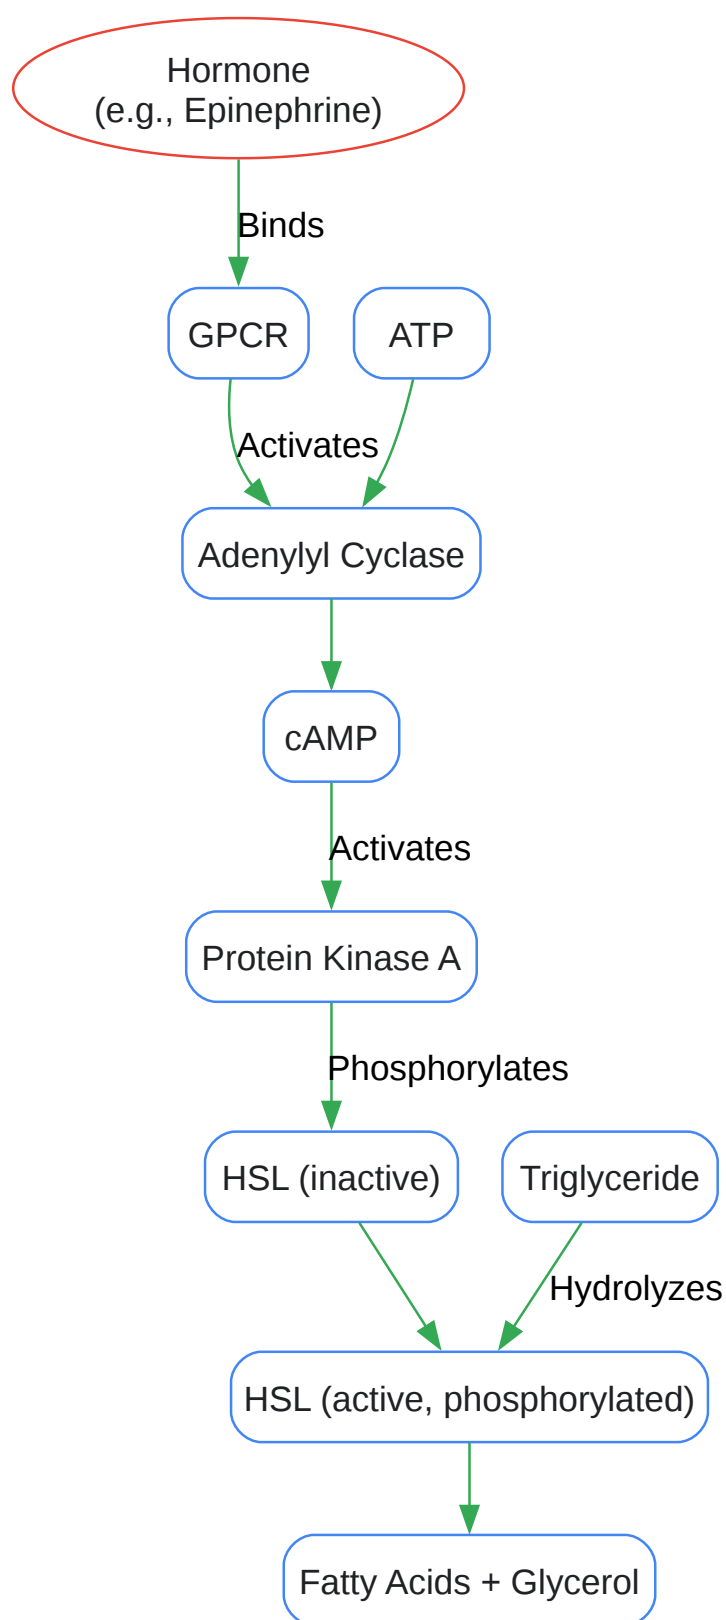 Hormone
(e.g., Epinephrine)
Binds
GPCR
ATP
Activates
Adenylyl Cyclase
cAMP
Activates
Protein Kinase A
Phosphorylates
HSL (inactive)
Triglyceride
Hydrolyzes
HSL (active, phosphorylated)
Fatty Acids + Glycerol